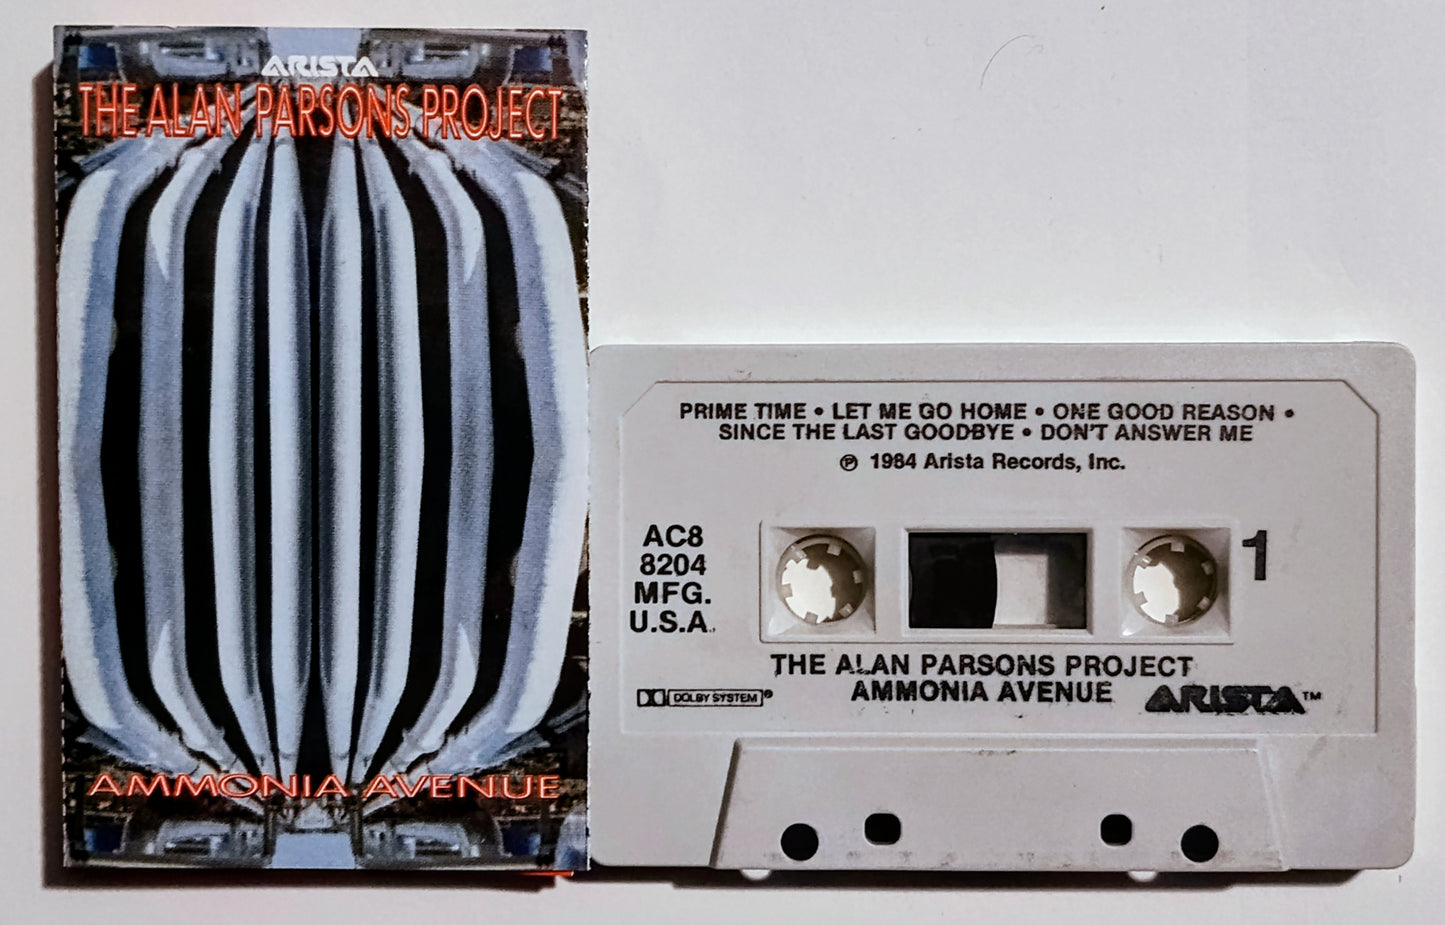 ARISTA
THE ALAN PARSONS PROJECT
AMMONIA AVENUE
PRIME TIME • LET ME GO HOME • ONE GOOD REASON •
SINCE THE LAST GOODBYE • DON'T ANSWER ME
℗ 1984 Arista Records, Inc.
AC8
8204
MFG.
U.S.A.
1
THE ALAN PARSONS PROJECT
AMMONIA AVENUE
DOLBY SYSTEM®
ARISTA™